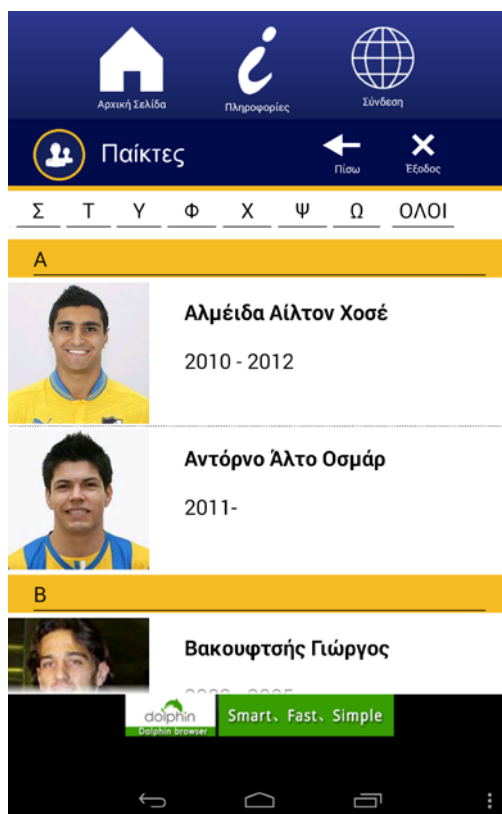 Αρχική Σελίδα
Πληροφορίες
Σύνδεση
Παίκτες
Πίσω
Έξοδος
Σ Τ Υ Φ Χ Ψ Ω ΟΛΟΙ
Α
Αλμέιδα Αίλτον Χοσέ
2010 - 2012
Αντόρνο Άλτο Οσμάρ
2011-
Β
Βακουφτσής Γιώργος
dolphin
Dolphin browser
Smart、Fast、Simple